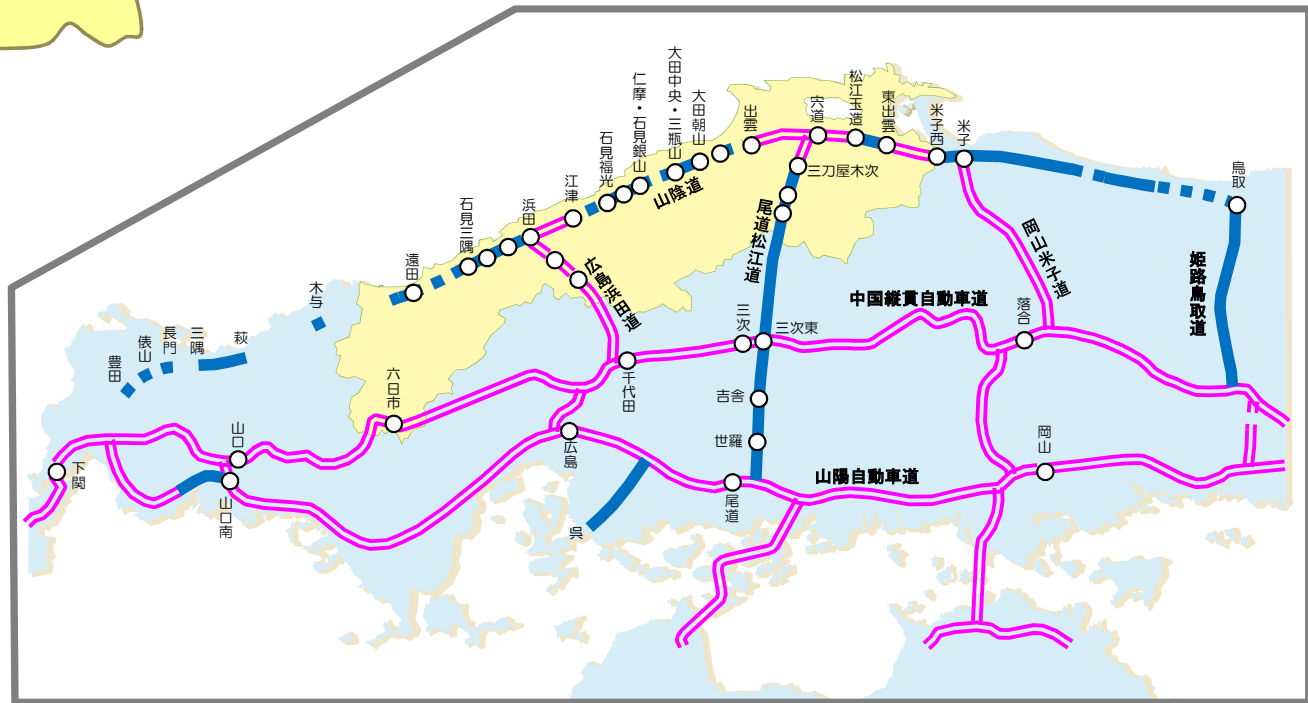 大田中央・三瓶山
仁摩・石見銀山
大田朝山
石見福光
出雲
宍道
松江玉造
東出雲
米子西
米子
鳥取
江津
浜田
石見三隅
遠田
木与
萩
三隅
長門
俵山
豊田
三刀屋木次
山陰道
尾道松江道
広島浜田道
岡山米子道
姫路鳥取道
中国縦貫自動車道
落合
三次
三次東
千代田
吉舎
世羅
六日市
山口
山口南
下関
広島
呉
尾道
山陽自動車道
岡山